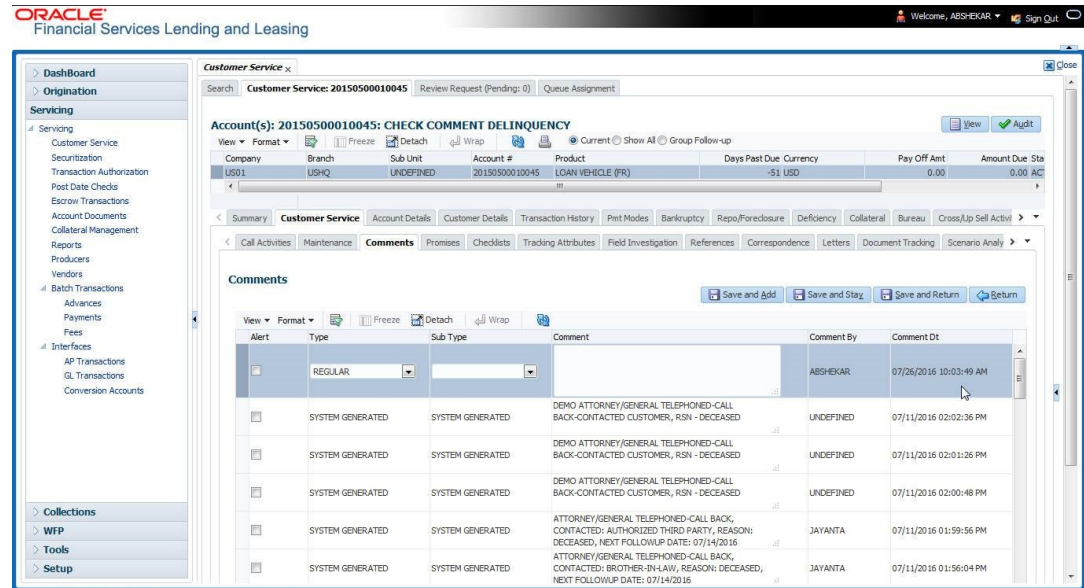 ORACLE
Financial Services Lending and Leasing
Welcome, ABSHEKAR
Sign Out
Close
DashBoard
Origination
Servicing
Servicing
Customer Service
Securitization
Transaction Authorization
Post Date Checks
Escrow Transactions
Account Documents
Collateral Management
Reports
Producers
Vendors
Batch Transactions
Advances
Payments
Fees
Interfaces
AP Transactions
GL Transactions
Conversion Accounts
Collections
WFP
Tools
Setup
Customer Service x
Search Customer Service: 20150500010045 Review Request (Pending: 0) Queue Assignment
Account(s): 20150500010045: CHECK COMMENT DELINQUENCY
View Audit
View Format Freeze Detach Wrap Current Show All Group Follow-up
Company Branch Sub Unit Account # Product Days Past Due Currency Pay Off Amt Amount Due Sta
US01 USHQ UNDEFINED 20150500010045 LOAN VEHICLE (FR) -51 USD 0.00 0.00 AC
Summary Customer Service Account Details Customer Details Transaction History Pmt Modes Bankruptcy Repo/Foreclosure Deficiency Collateral Bureau Cross/Up Sell Activi
Call Activities Maintenance Comments Promises Checklists Tracking Attributes Field Investigation References Correspondence Letters Document Tracking Scenario Analy
Comments
Save and Add Save and Stay Save and Return Return
View Format Freeze Detach Wrap
Alert Type Sub Type Comment Comment By Comment Dt
REGULAR ABSHEKAR 07/26/2016 10:03:49 AM
DEMO ATTORNEY/GENERAL TELEPHONED-CALL
BACK-CONTACTED CUSTOMER, RSN - DECEASED
SYSTEM GENERATED SYSTEM GENERATED UNDEFINED 07/11/2016 02:02:36 PM
DEMO ATTORNEY/GENERAL TELEPHONED-CALL
BACK-CONTACTED CUSTOMER, RSN - DECEASED
SYSTEM GENERATED SYSTEM GENERATED UNDEFINED 07/11/2016 02:01:26 PM
DEMO ATTORNEY/GENERAL TELEPHONED-CALL
BACK-CONTACTED CUSTOMER, RSN - DECEASED
SYSTEM GENERATED SYSTEM GENERATED UNDEFINED 07/11/2016 02:00:48 PM
ATTORNEY/GENERAL TELEPHONED-CALL BACK,
CONTACTED: AUTHORIZED THIRD PARTY, REASON:
DECEASED, NEXT FOLLOWUP DATE: 07/14/2016
SYSTEM GENERATED SYSTEM GENERATED JAYANTA 07/11/2016 01:59:56 PM
ATTORNEY/GENERAL TELEPHONED-CALL BACK,
CONTACTED: BROTHER-IN-LAW, REASON: DECEASED,
NEXT FOLLOWUP DATE: 07/14/2016
SYSTEM GENERATED SYSTEM GENERATED JAYANTA 07/11/2016 01:56:04 PM